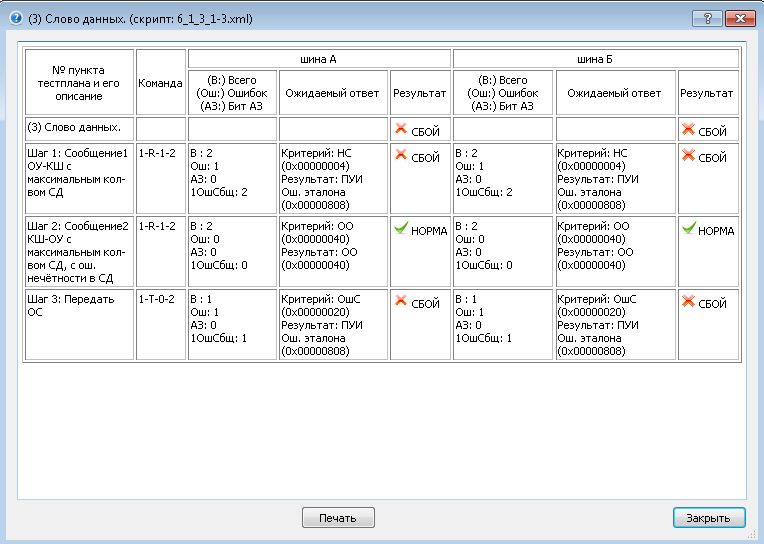 (3) Слово данных. (скрипт: 6_1_3_1-3.xml)
№ пункта
тестплана и его
описание
Команда
шина А
шина Б
(В:) Всего
(Ош:) Ошибок
(АЗ:) Бит АЗ
Ожидаемый ответ
Результат
(В:) Всего
(Ош:) Ошибок
(АЗ:) Бит АЗ
Ожидаемый ответ
Результат
(3) Слово данных.
СБОЙ
СБОЙ
Шаг 1: Сообщение1
ОУ-КШ с
максимальным кол-
вом СД
1-R-1-2
В : 2
Ош: 1
АЗ: 0
1ОшСбщ: 2
Критерий: НС
(0x00000004)
Результат: ПУИ
Ош. эталона
(0x00000808)
СБОЙ
В : 2
Ош: 1
АЗ: 0
1ОшСбщ: 2
Критерий: НС
(0x00000004)
Результат: ПУИ
Ош. эталона
(0x00000808)
СБОЙ
Шаг 2: Сообщение2
КШ-ОУ с
максимальным кол-
вом СД, с ош.
нечётности в СД
1-R-1-2
В : 2
Ош: 0
АЗ: 0
1ОшСбщ: 0
Критерий: ОО
(0x00000040)
Результат: ОО
(0x00000040)
НОРМА
В : 2
Ош: 0
АЗ: 0
1ОшСбщ: 0
Критерий: ОО
(0x00000040)
Результат: ОО
(0x00000040)
НОРМА
Шаг 3: Передать
ОС
1-T-0-2
В : 1
Ош: 1
АЗ: 0
1ОшСбщ: 1
Критерий: ОшС
(0x00000020)
Результат: ПУИ
Ош. эталона
(0x00000808)
СБОЙ
В : 1
Ош: 1
АЗ: 0
1ОшСбщ: 1
Критерий: ОшС
(0x00000020)
Результат: ПУИ
Ош. эталона
(0x00000808)
СБОЙ
Печать
Закрыть